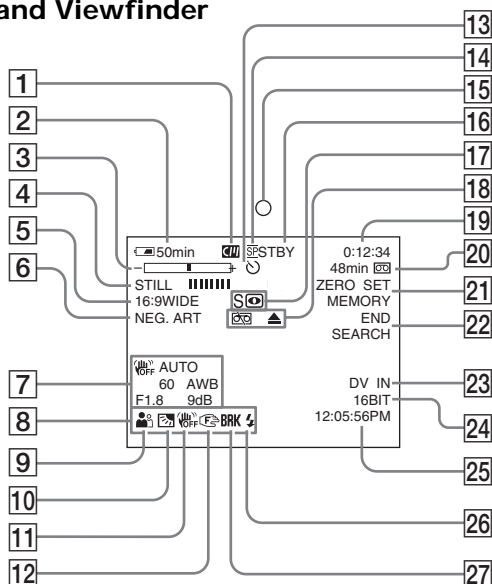 and Viewfinder
1
2
3
4
5
6
7
8
9
10
11
12
13
14
15
16
17
18
19
20
21
22
23
24
25
26
27
50min SP STBY 0:12:34
− + 48min
STILL ZERO SET
16:9WIDE S MEMORY
NEG. ART END
SEARCH
OFF AUTO
60 AWB DV IN
F1.8 9dB 16BIT
OFF F BRK 12:05:56PM